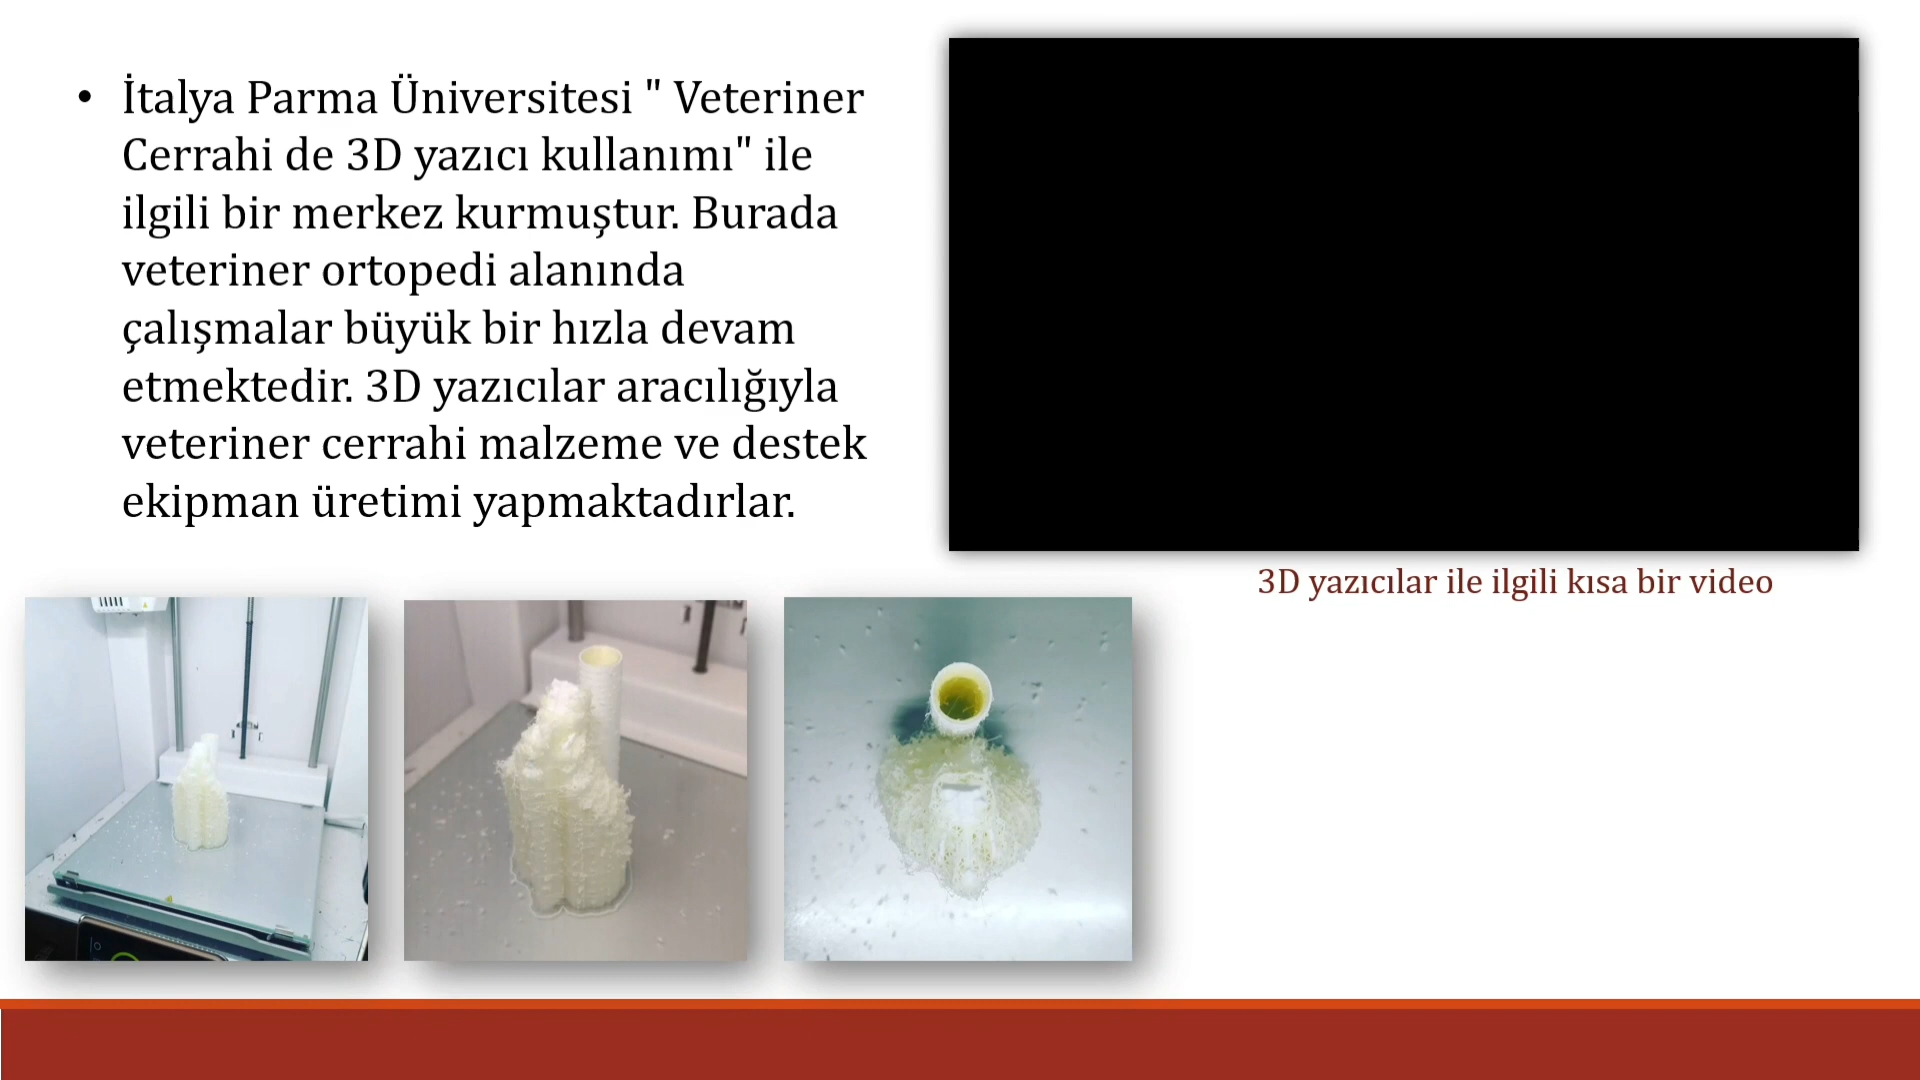 • İtalya Parma Üniversitesi " Veteriner
Cerrahi de 3D yazıcı kullanımı" ile
ilgili bir merkez kurmuştur. Burada
veteriner ortopedi alanında
çalışmalar büyük bir hızla devam
etmektedir. 3D yazıcılar aracılığıyla
veteriner cerrahi malzeme ve destek
ekipman üretimi yapmaktadırlar.
3D yazıcılar ile ilgili kısa bir video